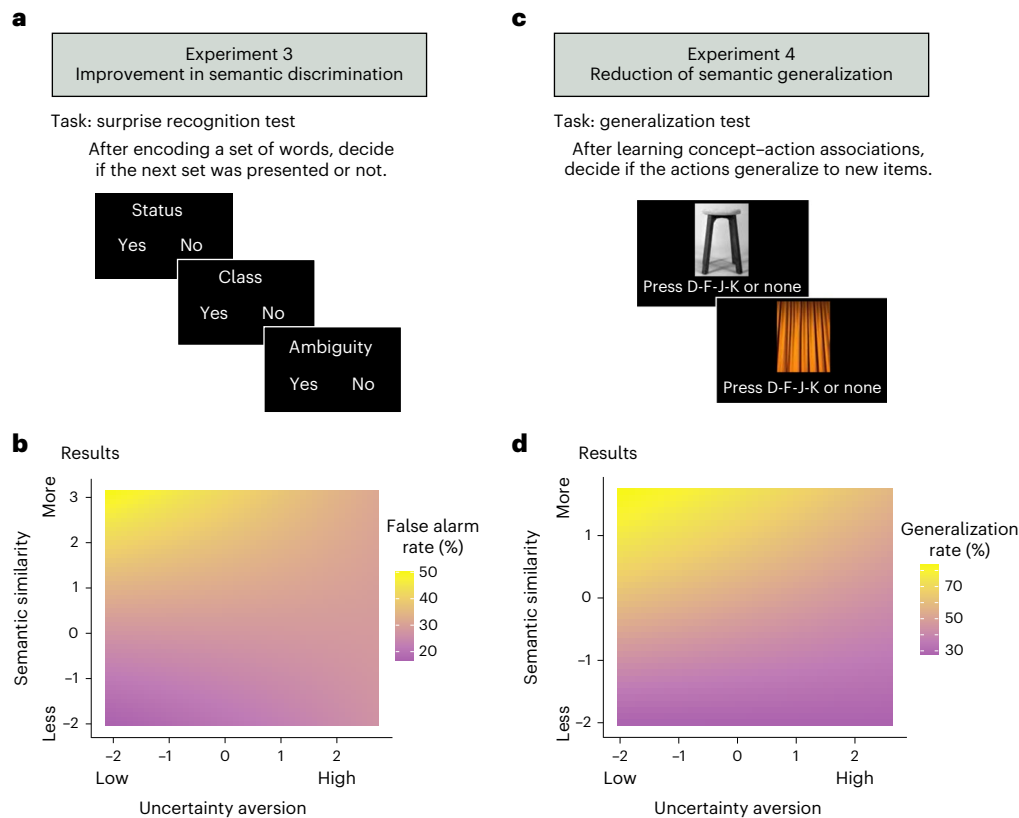 a
Experiment 3
Improvement in semantic discrimination
Task: surprise recognition test
After encoding a set of words, decide
if the next set was presented or not.
Status
Yes No
Class
Yes No
Ambiguity
Yes No
b
Results
More
Semantic similarity
Less
3
2
1
0
–1
–2
–2 –1 0 1 2
Low High
Uncertainty aversion
False alarm
rate (%)
50
40
30
20
c
Experiment 4
Reduction of semantic generalization
Task: generalization test
After learning concept–action associations,
decide if the actions generalize to new items.
Press D-F-J-K or none
Press D-F-J-K or none
d
Results
More
Semantic similarity
Less
1
0
–1
–2
–2 –1 0 1 2
Low High
Uncertainty aversion
Generalization
rate (%)
70
50
30